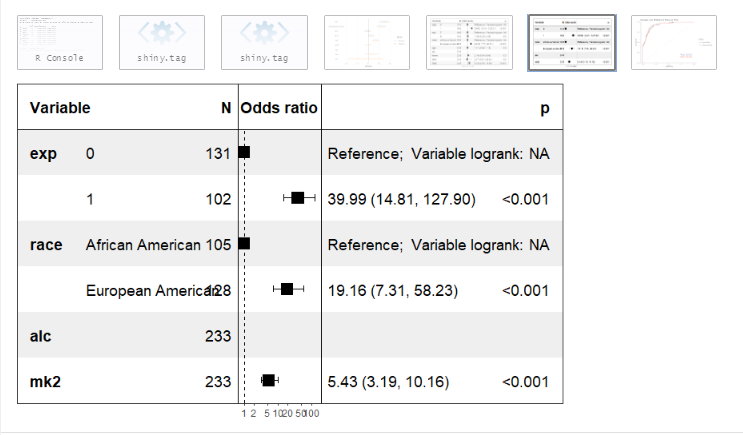 R Console shiny.tag shiny.tag
Variable N Odds ratio p
exp 0 131 Reference; Variable logrank: NA
1 102 39.99 (14.81, 127.90) <0.001
race African American 105 Reference; Variable logrank: NA
European American 128 19.16 (7.31, 58.23) <0.001
alc 233
mk2 233 5.43 (3.19, 10.16) <0.001
1 2 5 10 20 50 100